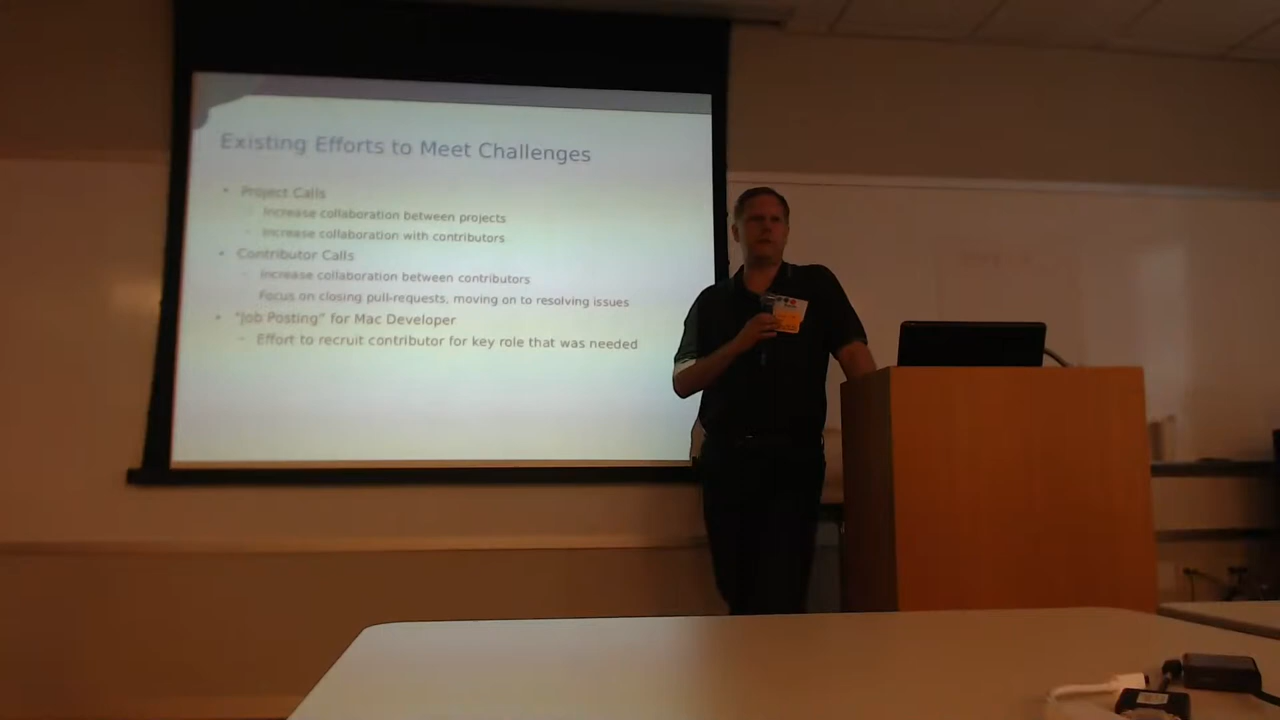 Existing Efforts to Meet Challenges
• Project Calls
– Increase collaboration between projects
– Increase collaboration with contributors
• Contributor Calls
– Increase collaboration between contributors
Focus on closing pull-requests, moving on to resolving issues
• "Job Posting" for Mac Developer
– Effort to recruit contributor for key role that was needed